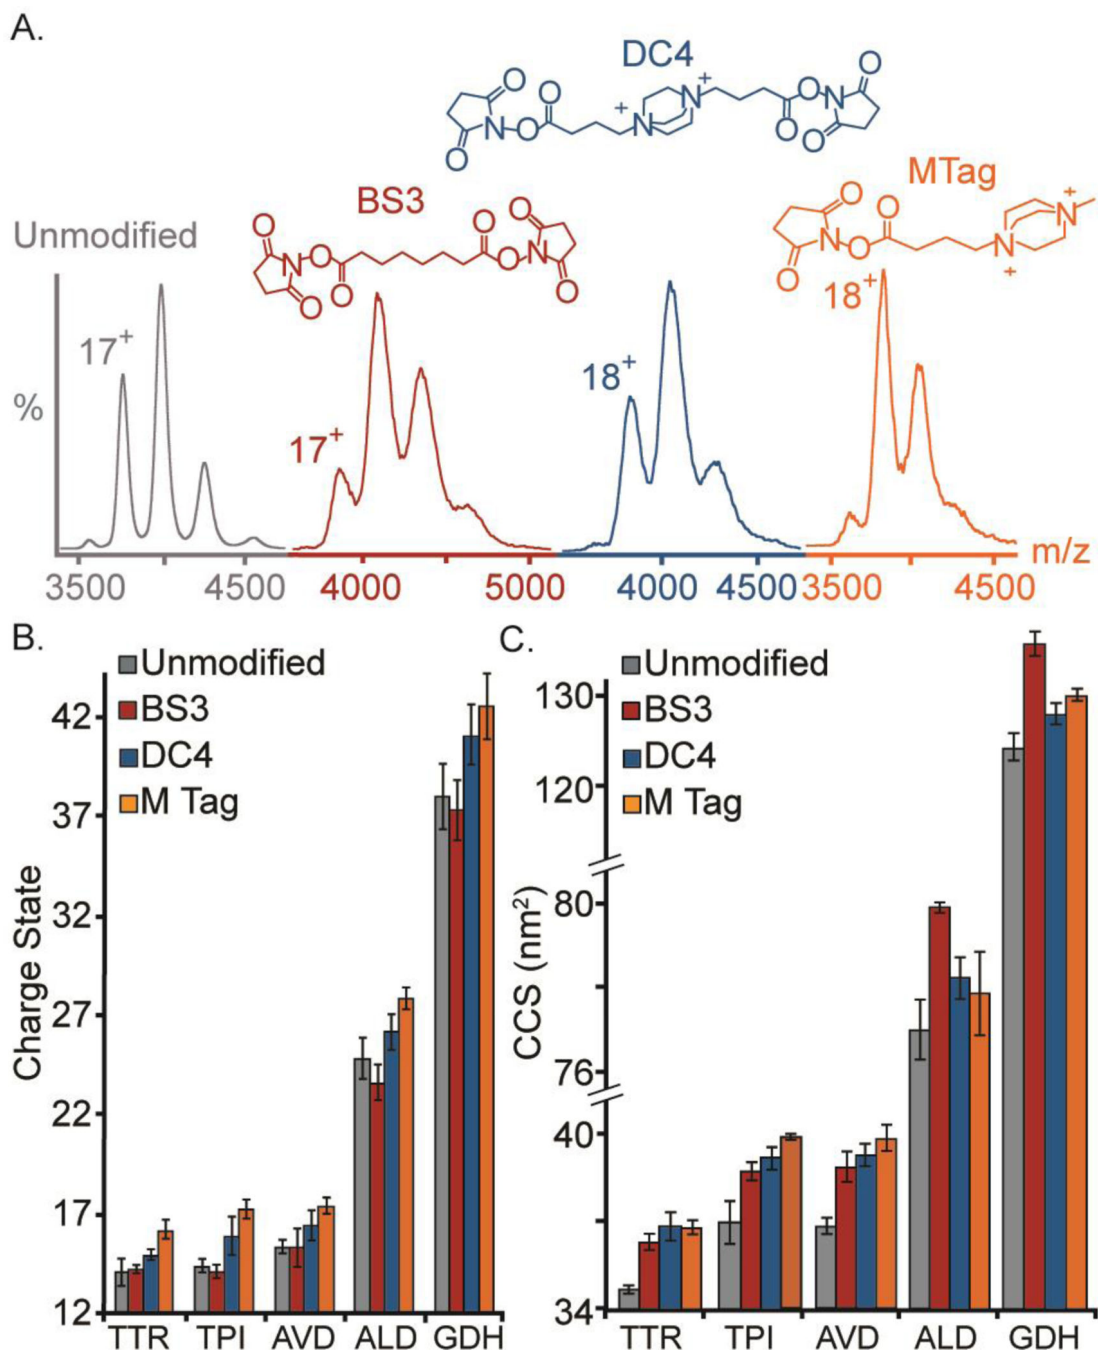 A.
DC4
O
O
O
N
O
O
N
+
N
+
O
O
N
O
O
MTag
O
O
N
O
O
N
+
N
+
BS3
O
O
N
O
O
O
O
N
O
O
Unmodified
17+
17+
18+
18+
%
m/z
3500 4500 4000 5000 4000 4500 3500 4500
B.
Unmodified
BS3
DC4
M Tag
Charge State
42
37
32
27
22
17
12
TTR TPI AVD ALD GDH
C.
Unmodified
BS3
DC4
M Tag
CCS (nm²)
130
120
80
76
40
34
TTR TPI AVD ALD GDH